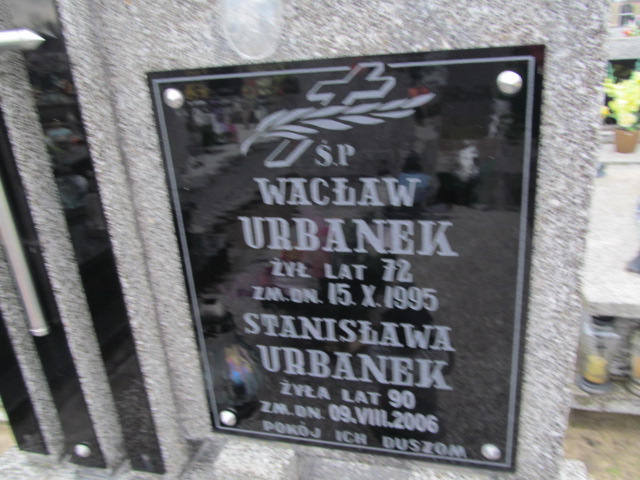 Ś.P
WACŁAW
URBANEK
ŻYŁ LAT 72
ZM.DN. 15.X.1995
STANISŁAWA
URBANEK
ŻYŁA LAT 90
ZM.DN. 09.VIII.2006
POKÓJ ICH DUSZOM